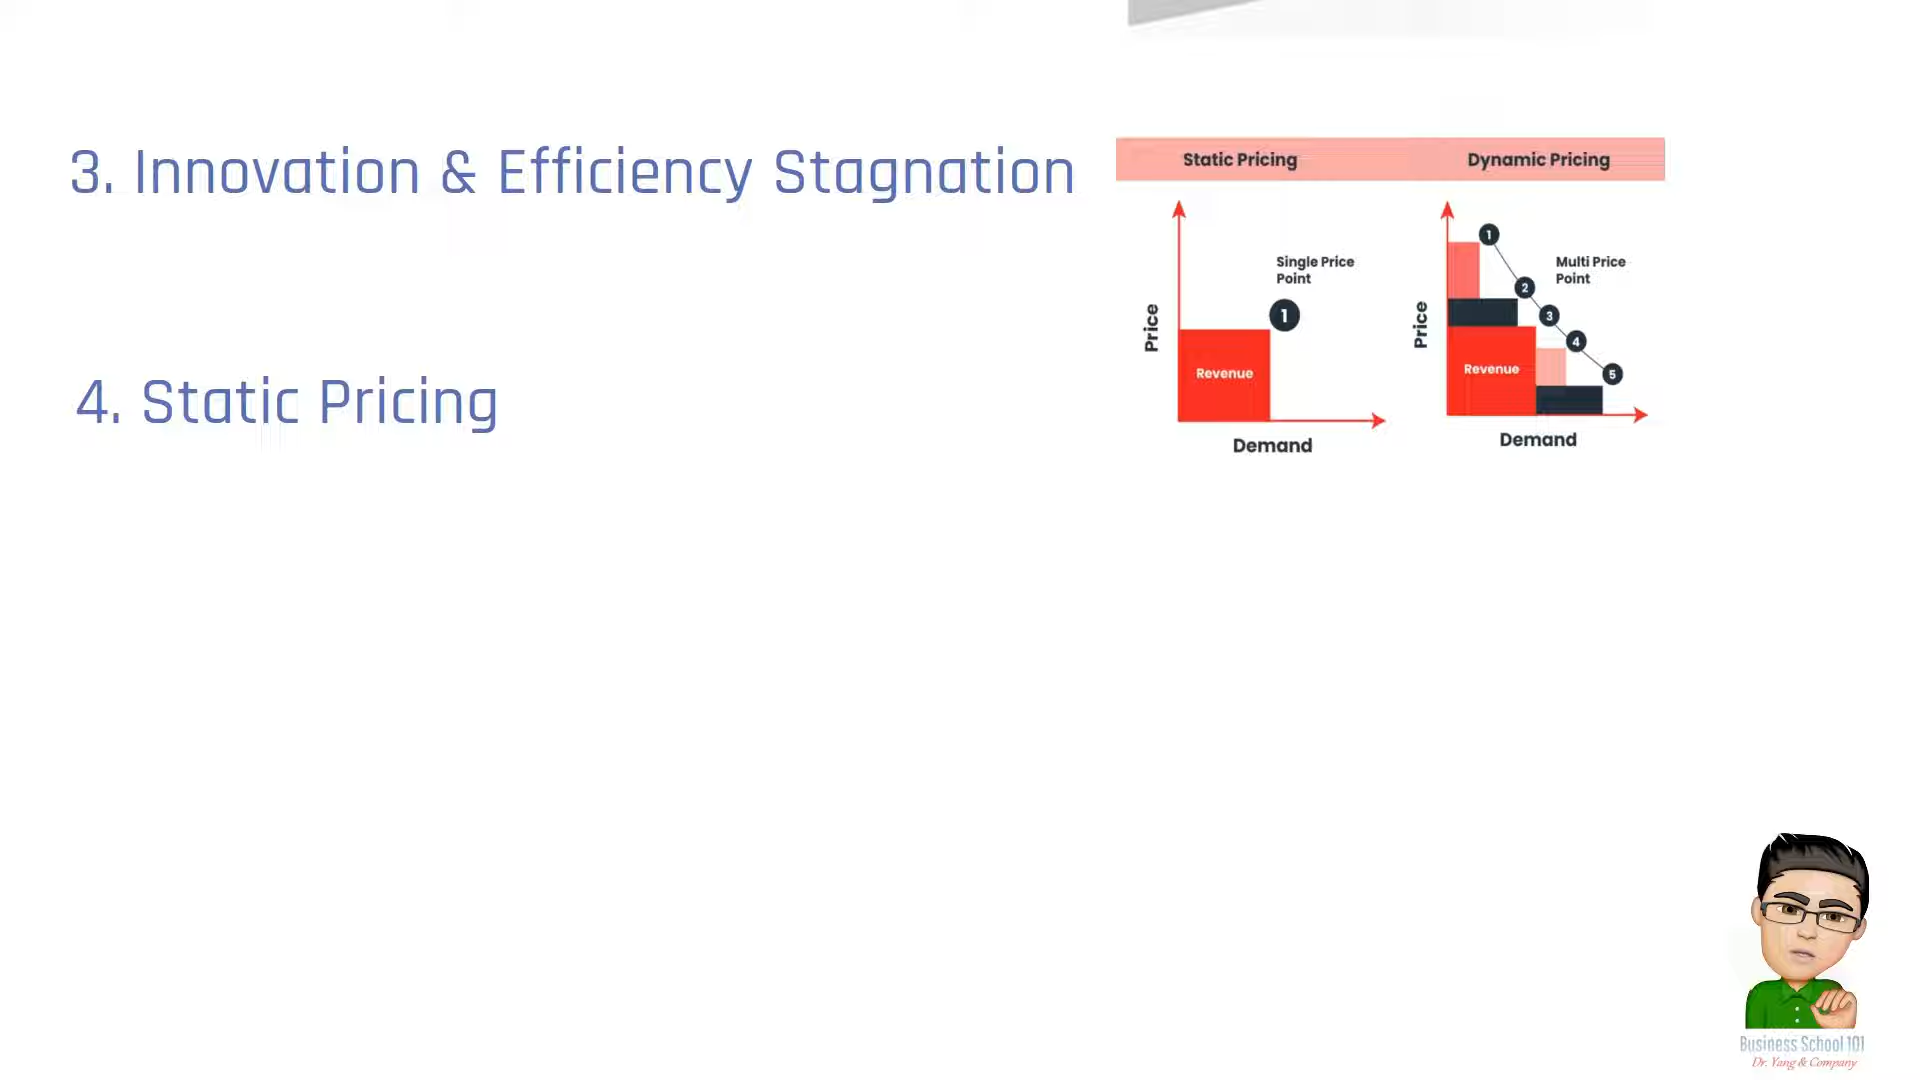 3. Innovation & Efficiency Stagnation
4. Static Pricing
Static Pricing
Dynamic Pricing
Single Price
Point
1
Price
Revenue
Demand
1
2
3
4
5
Multi Price
Point
Price
Revenue
Demand
Business School 101
Dr. Yang & Company